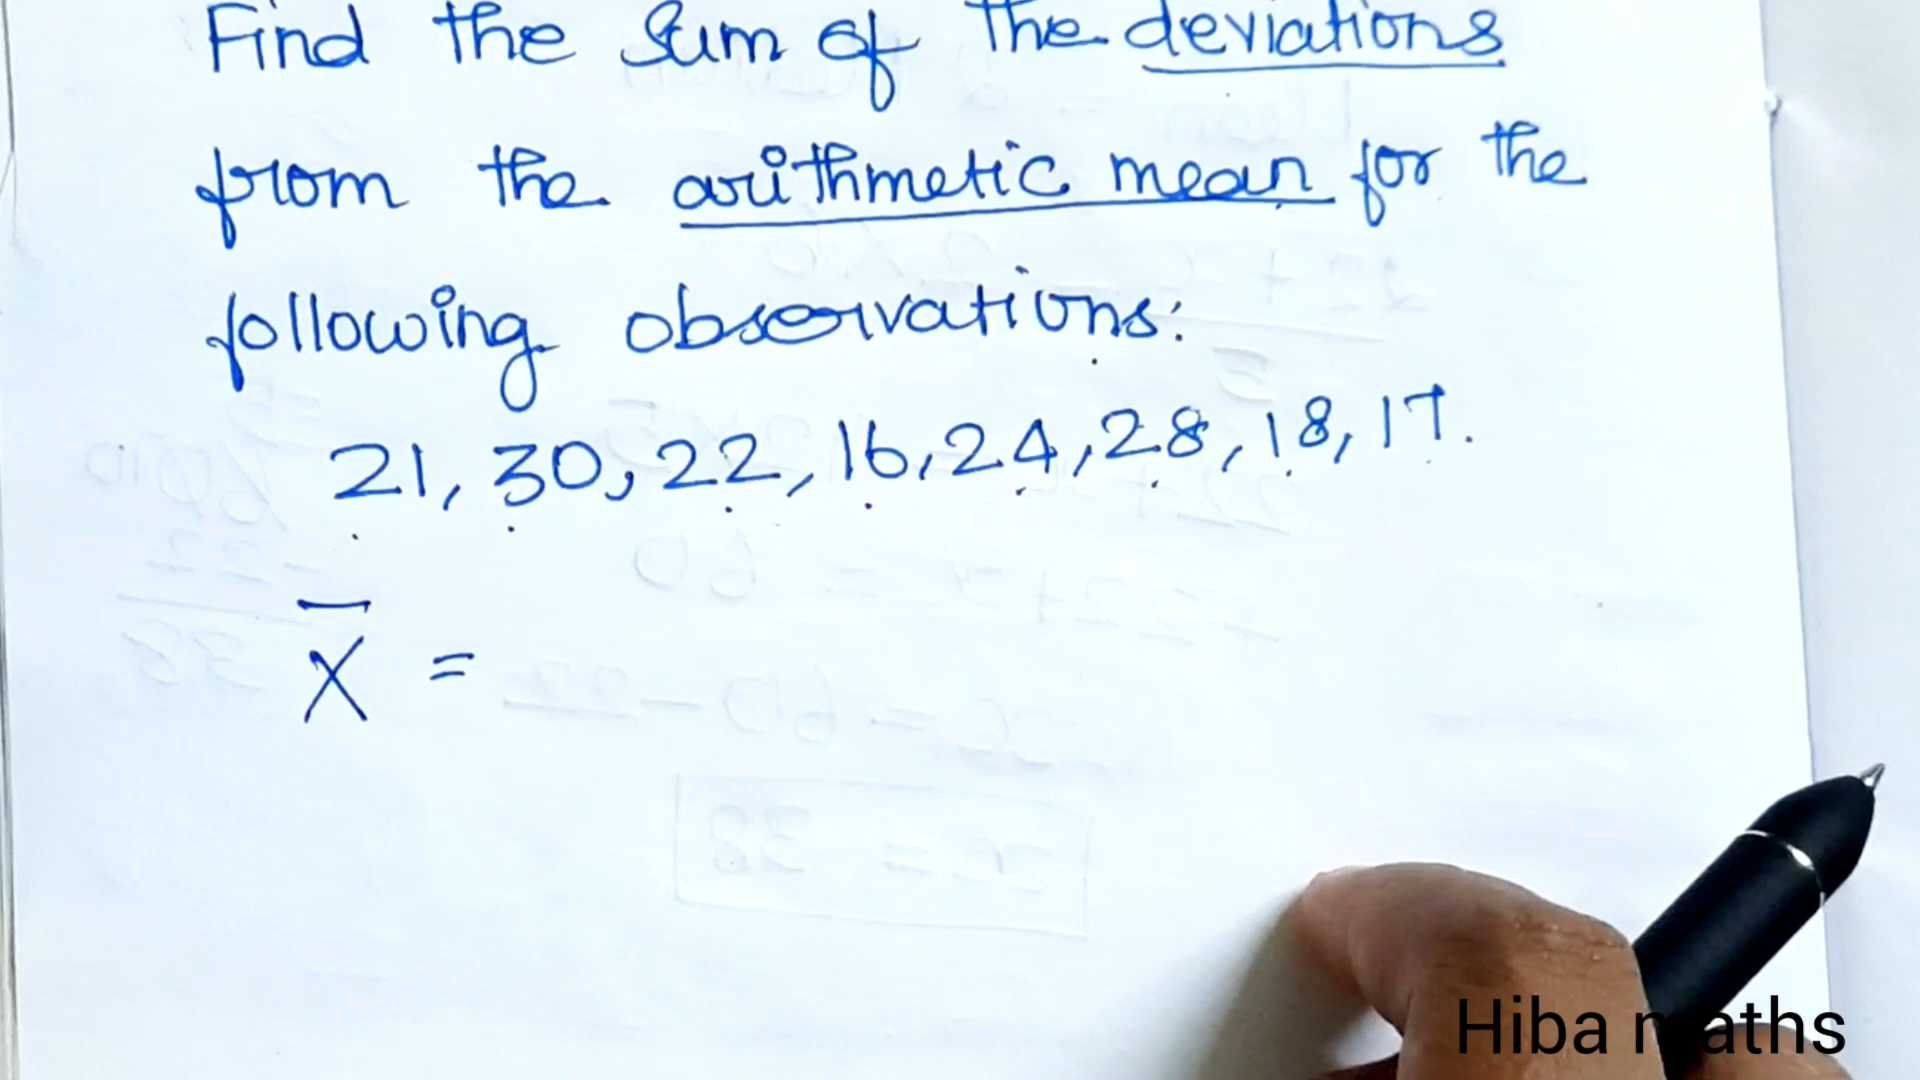 Find the Sum of the deviations
from the arithmetic mean for the
following observations:
21, 30, 22, 16, 24, 28, 18, 17.
X̅ =
Hiba maths